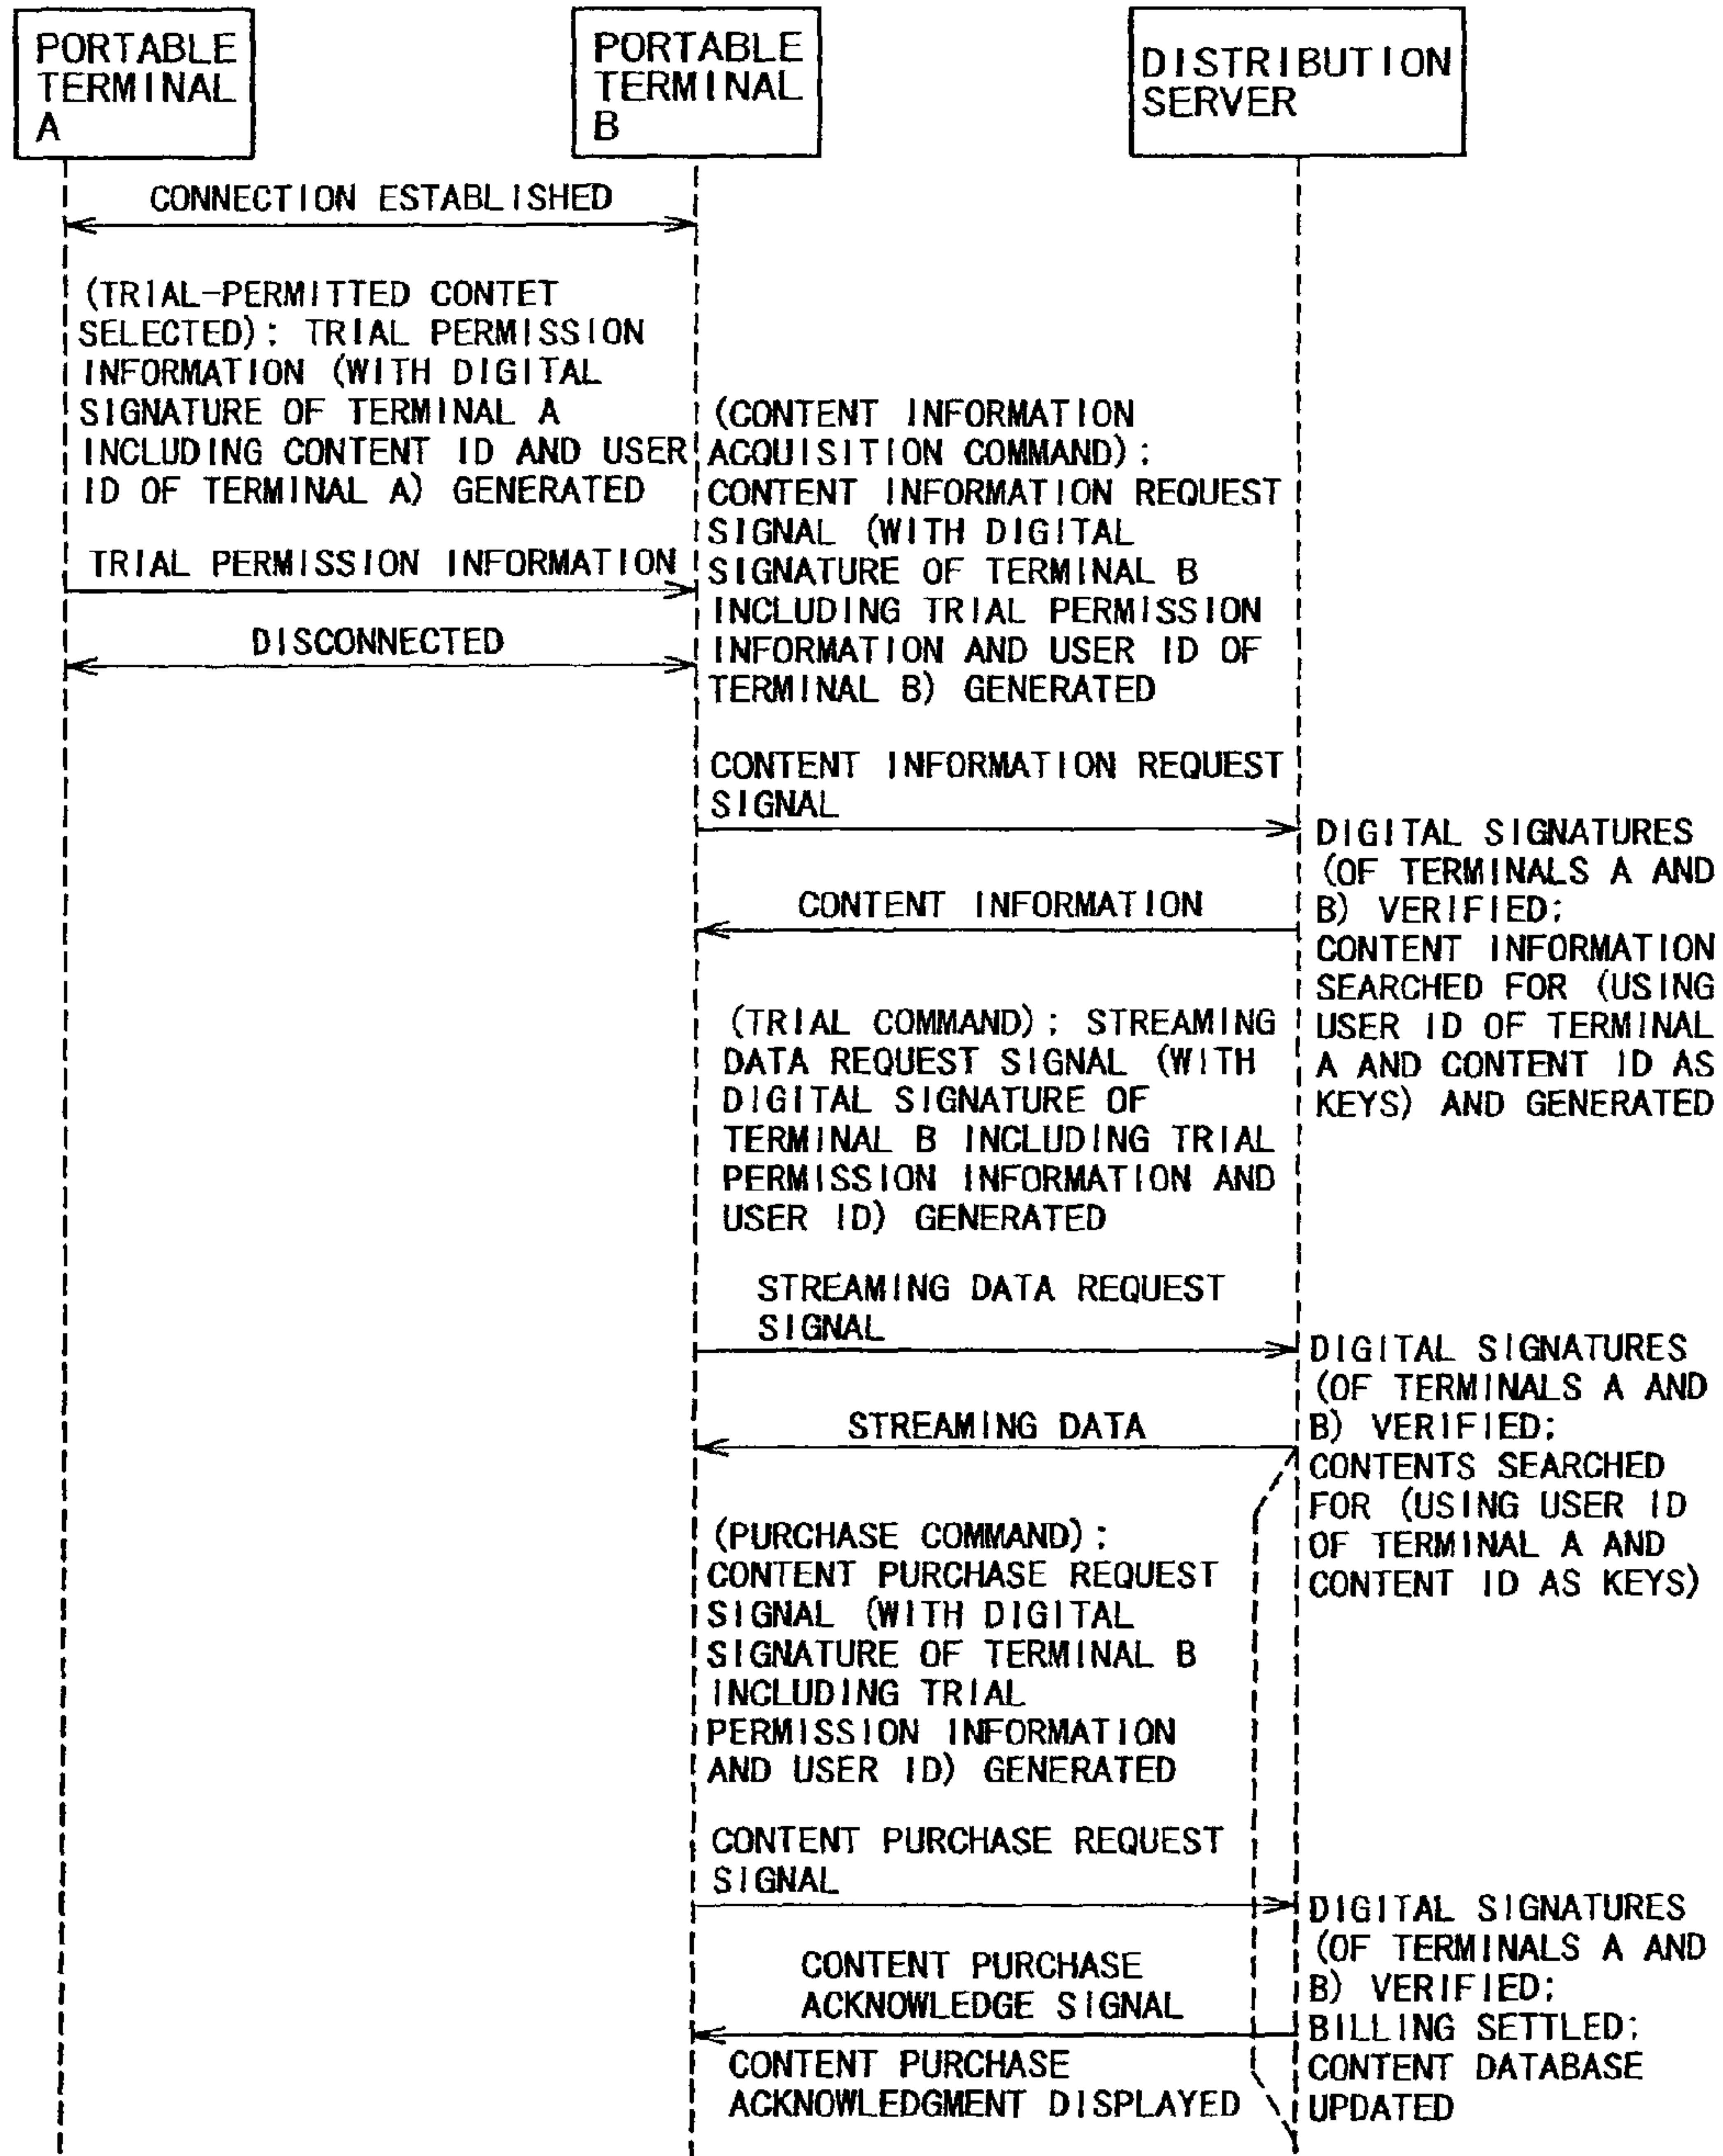 PORTABLE
TERMINAL
A
PORTABLE
TERMINAL
B
DISTRIBUTION
SERVER
CONNECTION ESTABLISHED
(TRIAL-PERMITTED CONTET
SELECTED): TRIAL PERMISSION
INFORMATION (WITH DIGITAL
SIGNATURE OF TERMINAL A
INCLUDING CONTENT ID AND USER
ID OF TERMINAL A) GENERATED
TRIAL PERMISSION INFORMATION
DISCONNECTED
(CONTENT INFORMATION
ACQUISITION COMMAND):
CONTENT INFORMATION REQUEST
SIGNAL (WITH DIGITAL
SIGNATURE OF TERMINAL B
INCLUDING TRIAL PERMISSION
INFORMATION AND USER ID OF
TERMINAL B) GENERATED
CONTENT INFORMATION REQUEST
SIGNAL
DIGITAL SIGNATURES
(OF TERMINALS A AND
B) VERIFIED;
CONTENT INFORMATION
SEARCHED FOR (USING
USER ID OF TERMINAL
A AND CONTENT ID AS
KEYS) AND GENERATED
CONTENT INFORMATION
(TRIAL COMMAND): STREAMING
DATA REQUEST SIGNAL (WITH
DIGITAL SIGNATURE OF
TERMINAL B INCLUDING TRIAL
PERMISSION INFORMATION AND
USER ID) GENERATED
STREAMING DATA REQUEST
SIGNAL
DIGITAL SIGNATURES
(OF TERMINALS A AND
B) VERIFIED;
CONTENTS SEARCHED
FOR (USING USER ID
OF TERMINAL A AND
CONTENT ID AS KEYS)
STREAMING DATA
(PURCHASE COMMAND):
CONTENT PURCHASE REQUEST
SIGNAL (WITH DIGITAL
SIGNATURE OF TERMINAL B
INCLUDING TRIAL
PERMISSION INFORMATION
AND USER ID) GENERATED
CONTENT PURCHASE REQUEST
SIGNAL
DIGITAL SIGNATURES
(OF TERMINALS A AND
B) VERIFIED;
BILLING SETTLED;
CONTENT DATABASE
UPDATED
CONTENT PURCHASE
ACKNOWLEDGE SIGNAL
CONTENT PURCHASE
ACKNOWLEDGMENT DISPLAYED